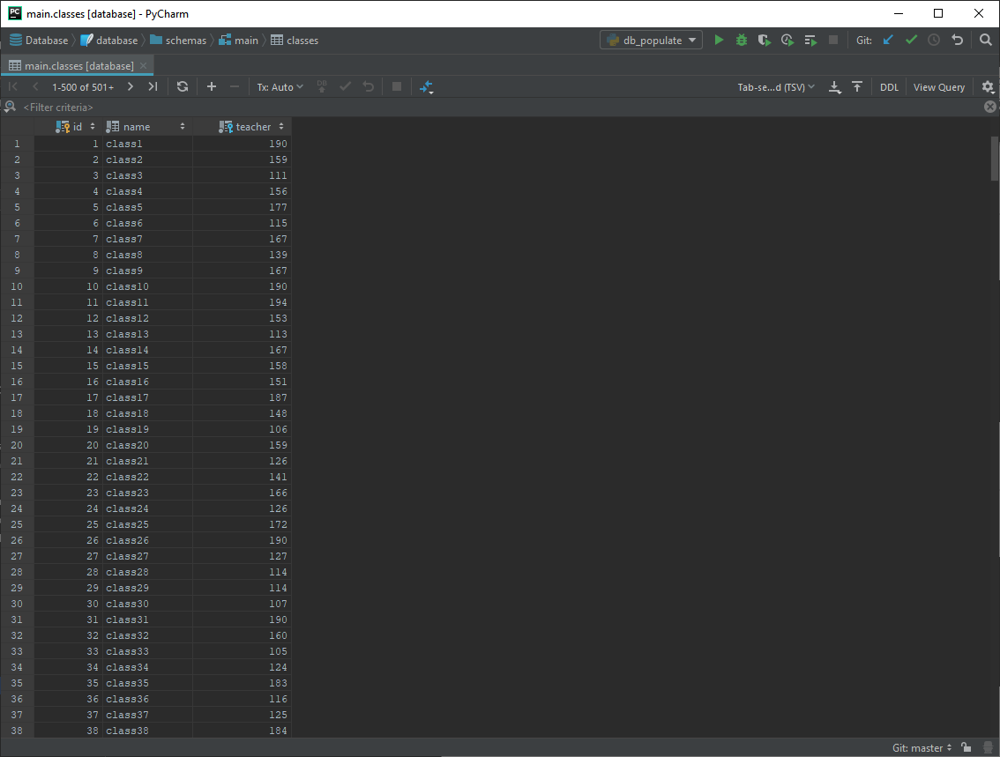 PC main.classes [database] - PyCharm
Database database schemas main classes db_populate Git:
main.classes [database]
1-500 of 501+ Tx: Auto DB Tab-se...d (TSV) DDL View Query
<Filter criteria>
id name teacher
1 1 class1 190
2 2 class2 159
3 3 class3 111
4 4 class4 156
5 5 class5 177
6 6 class6 115
7 7 class7 167
8 8 class8 139
9 9 class9 167
10 10 class10 190
11 11 class11 194
12 12 class12 153
13 13 class13 113
14 14 class14 167
15 15 class15 158
16 16 class16 151
17 17 class17 187
18 18 class18 148
19 19 class19 106
20 20 class20 159
21 21 class21 126
22 22 class22 141
23 23 class23 166
24 24 class24 126
25 25 class25 172
26 26 class26 190
27 27 class27 127
28 28 class28 114
29 29 class29 114
30 30 class30 107
31 31 class31 190
32 32 class32 160
33 33 class33 105
34 34 class34 124
35 35 class35 183
36 36 class36 116
37 37 class37 125
38 38 class38 184
Git: master